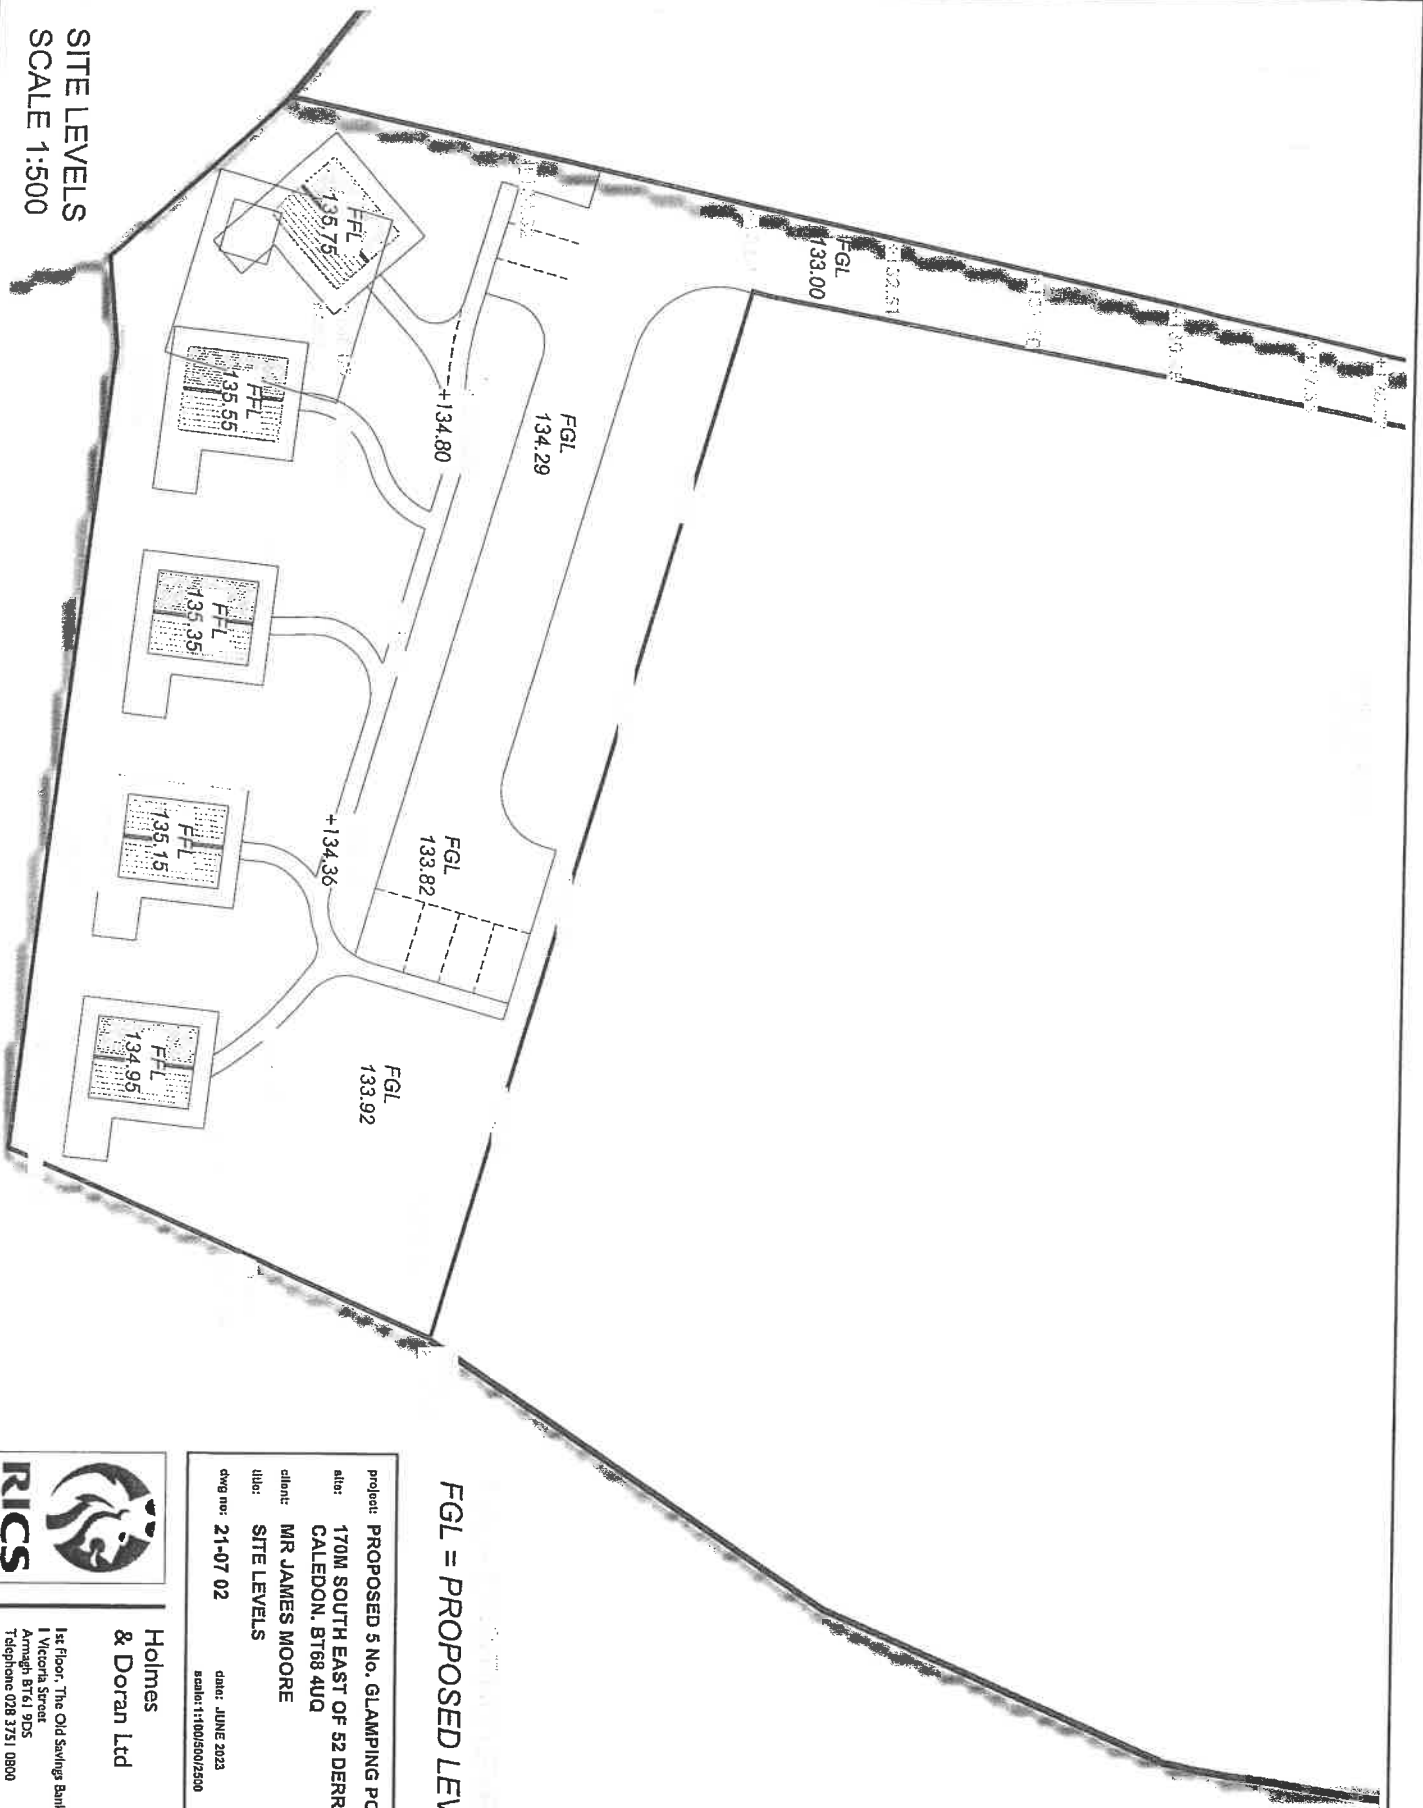 SITE LEVELS
SCALE 1:500
FGL
133.00
FGL
134.29
+134.80
FFL
135.75
FFL
135.55
FFL
135.35
FFL
135.15
FFL
134.95
+134.36
FGL
133.82
FGL
133.92
FGL = PROPOSED
project: PROPOSED 5 No. GLAMPING
site: 170M SOUTH EAST OF 52
CALEDON. BT68 4UQ
client: MR JAMES MOORE
title: SITE LEVELS
dwg no: 21-07 02
date: JUNE 2023
scale:1:100/500/2500
RICS
Holmes
& Doran Ltd
1st Floor, The Old Savings Bank
1 Victoria Street
Armagh BT61 9DS
Telephone 028 3751 0800